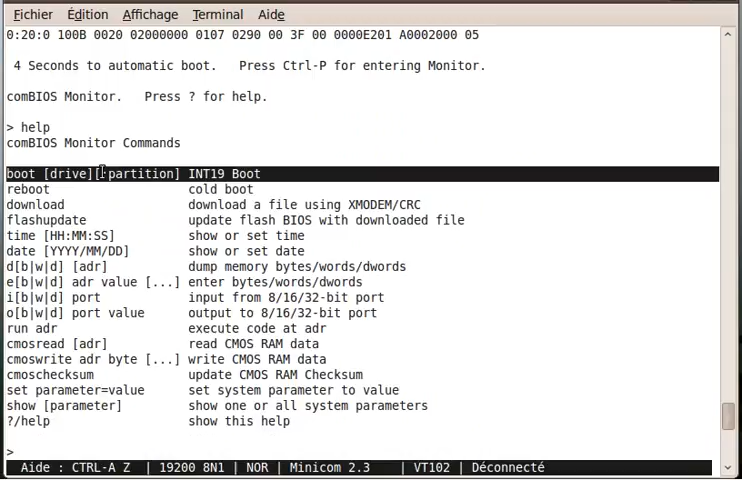 Fichier Édition Affichage Terminal Aide
0:20:0 100B 0020 02000000 0107 0290 00 3F 00 0000E201 A0002000 05
4 Seconds to automatic boot. Press Ctrl-P for entering Monitor.
comBIOS Monitor. Press ? for help.
> help
comBIOS Monitor Commands
boot [drive][:partition] INT19 Boot
reboot cold boot
download download a file using XMODEM/CRC
flashupdate update flash BIOS with downloaded file
time [HH:MM:SS] show or set time
date [YYYY/MM/DD] show or set date
d[b|w|d] [adr] dump memory bytes/words/dwords
e[b|w|d] adr value [...] enter bytes/words/dwords
i[b|w|d] port input from 8/16/32-bit port
o[b|w|d] port value output to 8/16/32-bit port
run adr execute code at adr
cmosread [adr] read CMOS RAM data
cmoswrite adr byte [...] write CMOS RAM data
cmoschecksum update CMOS RAM Checksum
set parameter=value set system parameter to value
show [parameter] show one or all system parameters
?/help show this help
>
Aide : CTRL-A Z | 19200 8N1 | NOR | Minicom 2.3 | VT102 | Déconnecté